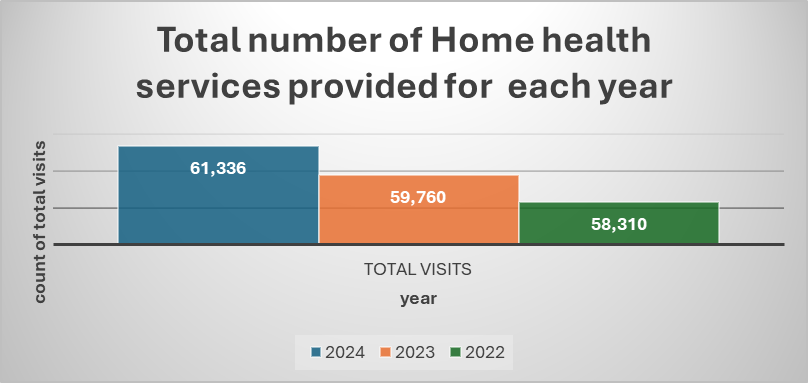 Total number of Home health
services provided for  each year
count of total visits
61,336
59,760
58,310
TOTAL VISITS
year
2024 2023 2022